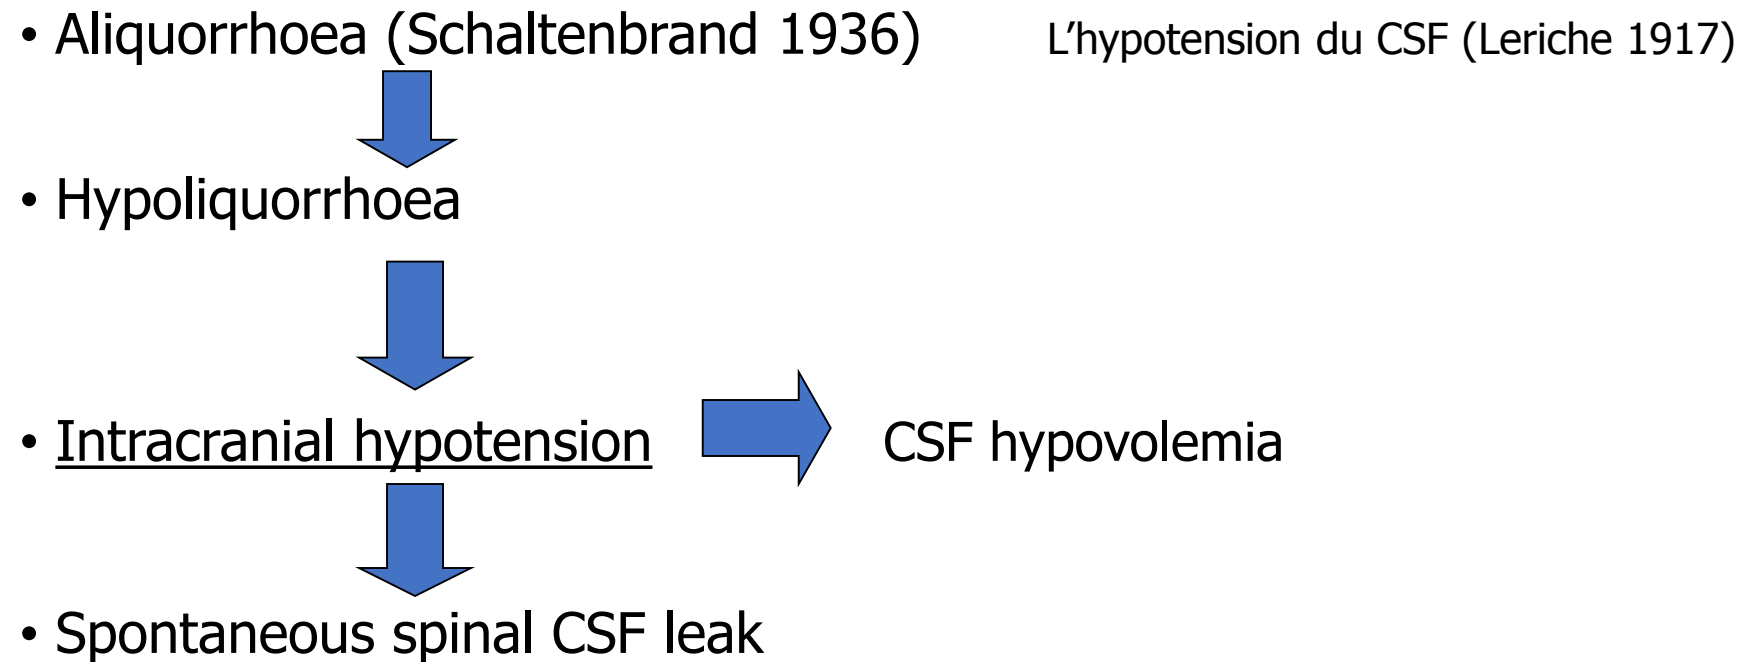 • Aliquorrhoea (Schaltenbrand 1936) L’hypotension du CSF (Leriche 1917)
• Hypoliquorrhoea
• Intracranial hypotension CSF hypovolemia
• Spontaneous spinal CSF leak